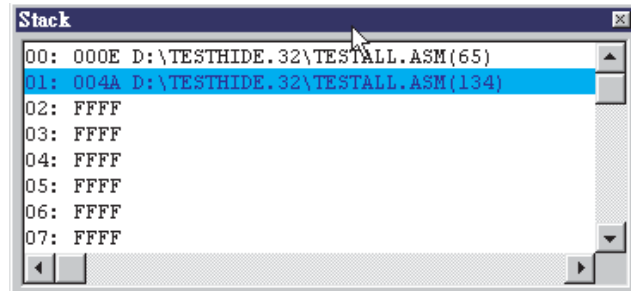 Stack
00: 000E D:\TESTHIDE.32\TESTALL.ASM(65)
01: 004A D:\TESTHIDE.32\TESTALL.ASM(134)
02: FFFF
03: FFFF
04: FFFF
05: FFFF
06: FFFF
07: FFFF